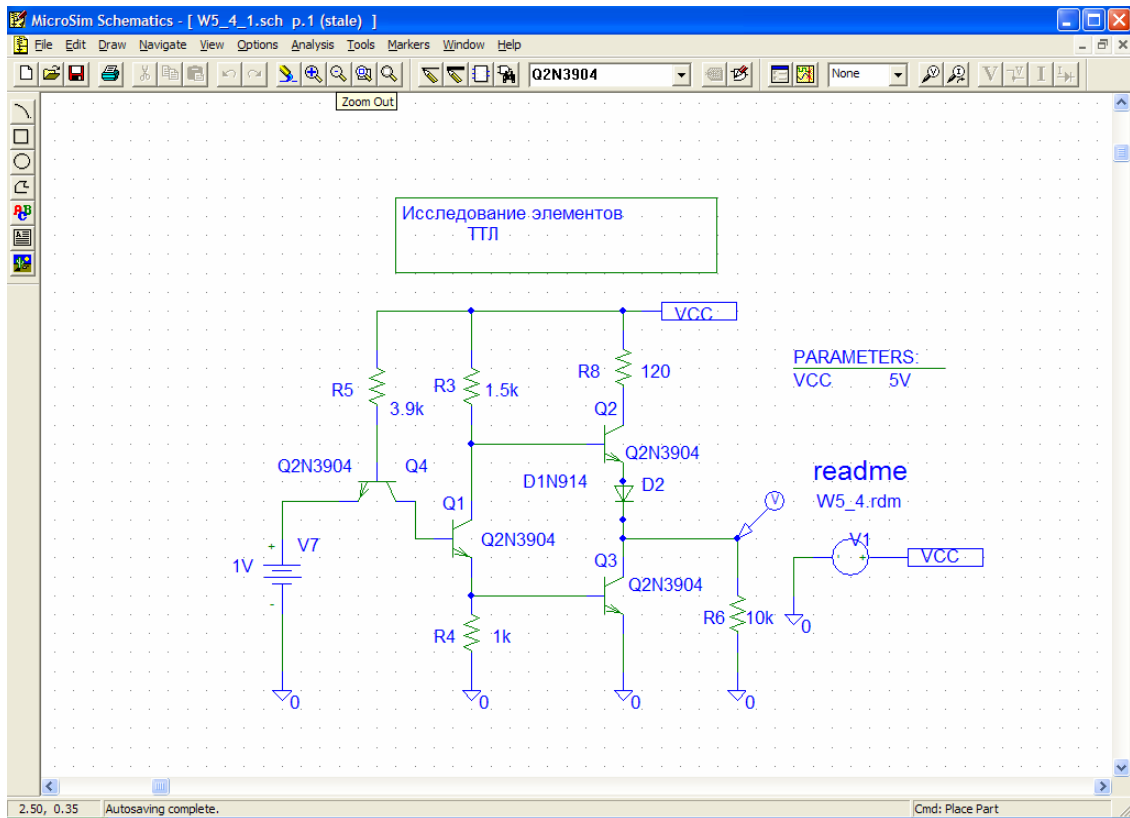 MicroSim Schematics - [ W5_4_1.sch p.1 (stale) ]
File Edit Draw Navigate View Options Analysis Tools Markers Window Help
Q2N3904
None
Zoom Out
Исследование элементов
ТТЛ
VCC
R5
3.9k
R3
1.5k
R8
120
PARAMETERS:
VCC 5V
Q2
Q2N3904
Q2N3904
Q4
D1N914
D2
readme
W5_4.rdm
Q1
Q2N3904
V
V1
- +
VCC
0
+
V7
1V
-
Q3
Q2N3904
R4
1k
R6
10k
0
0
0
0
2.50, 0.35
Autosaving complete.
Cmd: Place Part